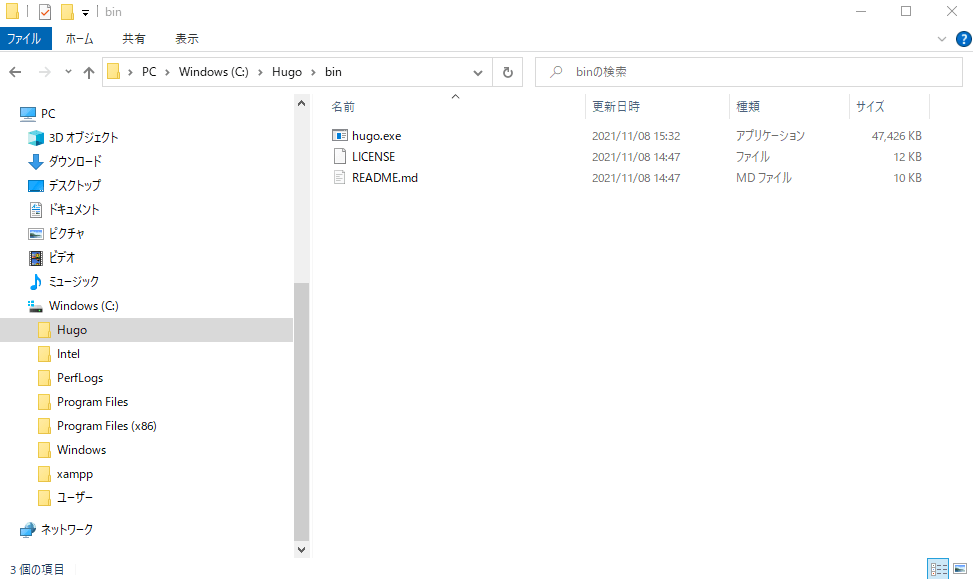 bin
ファイル ホーム 共有 表示
PC Windows (C:) Hugo bin
binの検索
PC
3D オブジェクト
ダウンロード
デスクトップ
ドキュメント
ピクチャ
ビデオ
ミュージック
Windows (C:)
Hugo
Intel
PerfLogs
Program Files
Program Files (x86)
Windows
xampp
ユーザー
ネットワーク
名前 更新日時 種類 サイズ
hugo.exe 2021/11/08 15:32 アプリケーション 47,426 KB
LICENSE 2021/11/08 14:47 ファイル 12 KB
README.md 2021/11/08 14:47 MD ファイル 10 KB
3 個の項目